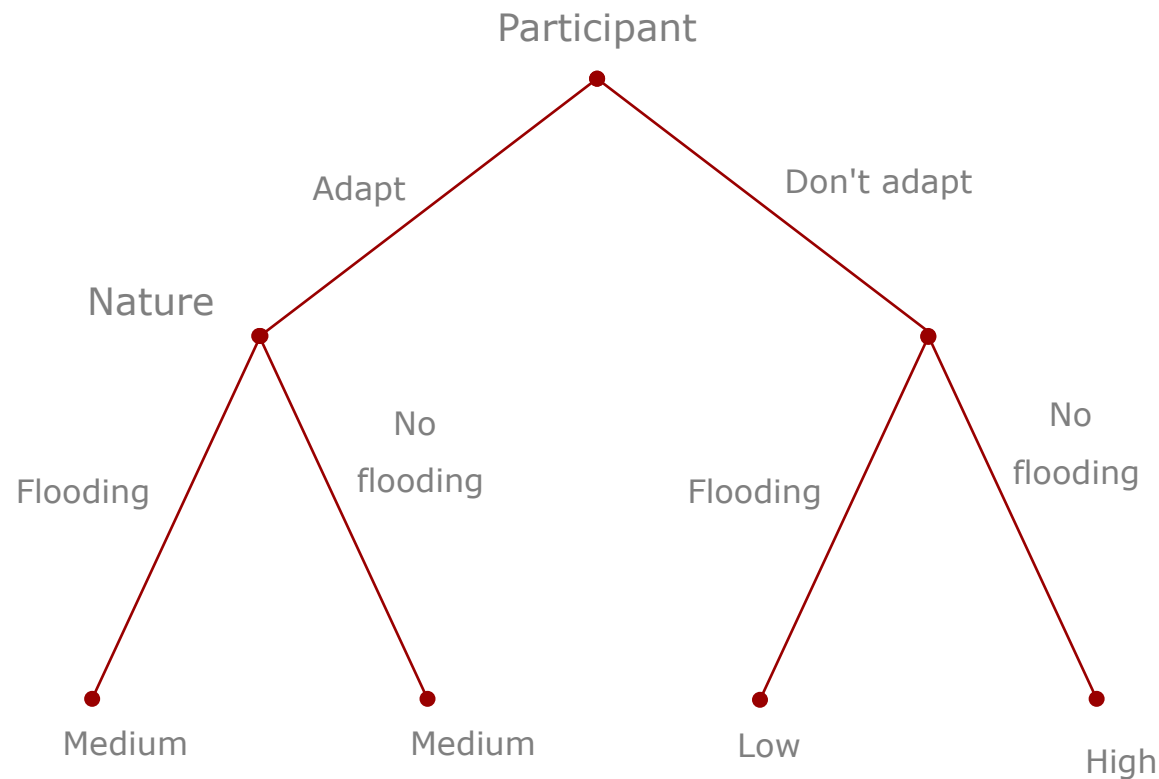 Participant
Adapt
Don't adapt
Nature
No
flooding
No
flooding
Flooding
Flooding
Medium
Medium
Low
High